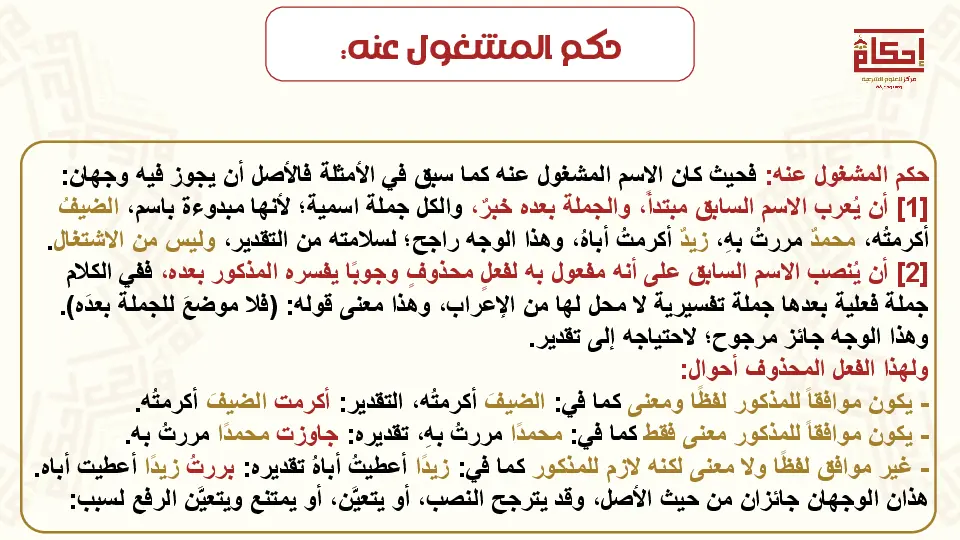 حكم المشغول عنه:
إحكام
مركز للعلوم الشرعية
حكم المشغول عنه: فحيث كان الاسم المشغول عنه كما سبق في الأمثلة فالأصل أن يجوز فيه وجهان:
[1] أن يُعرب الاسم السابق مبتدأً، والجملة بعده خبرٌ، والكل جملة اسمية؛ لأنها مبدوءة باسم، الضيفُ
أكرمتُه، محمدٌ مررتُ بهِ، زيدٌ أكرمتُ أباهُ، وهذا الوجه راجح؛ لسلامته من التقدير، وليس من الاشتغال.
[2] أن يُنصب الاسم السابق على أنه مفعول به لفعلٍ محذوفٍ وجوبًا يفسره المذكور بعده، ففي الكلام
جملة فعلية بعدها جملة تفسيرية لا محل لها من الإعراب، وهذا معنى قوله: (فلا موضعَ للجملة بعدَه).
وهذا الوجه جائز مرجوح؛ لاحتياجه إلى تقدير.
ولهذا الفعل المحذوف أحوال:
- يكون موافقاً للمذكور لفظًا ومعنى كما في: الضيفَ أكرمتُه، التقدير: أكرمت الضيفَ أكرمتُه.
- يكون موافقاً للمذكور معنى فقط كما في: محمدًا مررتُ بهِ، تقديره: جاوزت محمدًا مررتُ به.
- غير موافق لفظًا ولا معنى لكنه لازم للمذكور كما في: زيدًا أعطيتُ أباهُ تقديره: بررتُ زيدًا أعطيت أباه.
هذان الوجهان جائزان من حيث الأصل، وقد يترجح النصب، أو يتعيَّن، أو يمتنع ويتعيَّن الرفع لسبب: